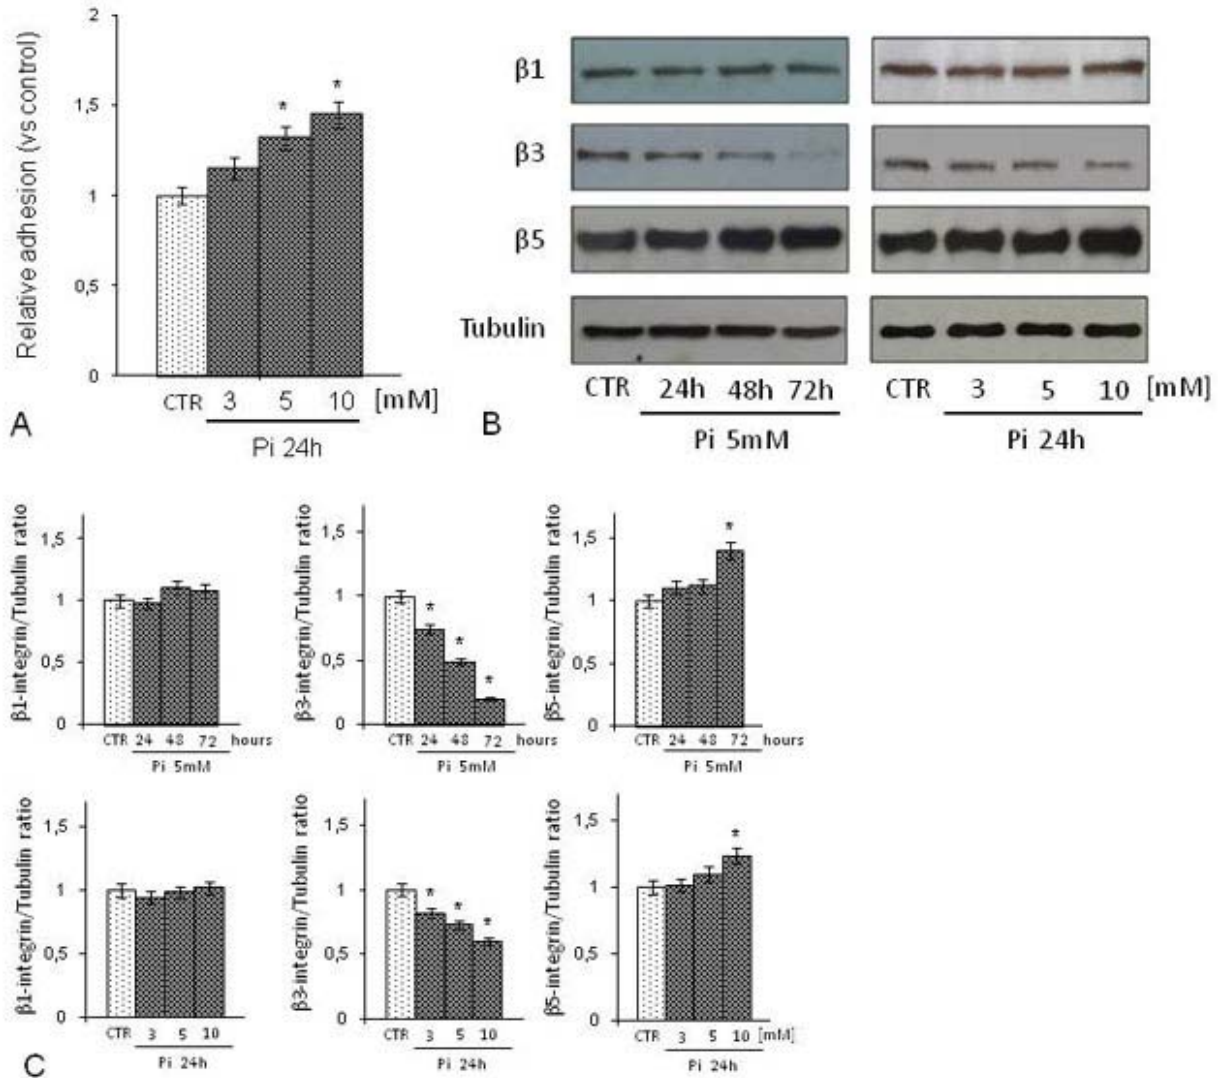 Relative adhesion (vs control)
2
1,5
1
0,5
0
*
*
CTR 3 5 10 [mM]
Pi 24h
A
β1
β3
β5
Tubulin
CTR 24h 48h 72h
Pi 5mM
CTR 3 5 10 [mM]
Pi 24h
B
β1-integrin/Tubulin ratio
1,5
1
0,5
0
CTR 24 48 72 hours
Pi 5mM
β3-integrin/Tubulin ratio
1,5
1
0,5
0
*
*
*
CTR 24 48 72
Pi 5mM
β5-integrin/Tubulin ratio
1,5
1
0,5
0
*
CTR 24 48 72 hours
Pi 5mM
β1-integrin/Tubulin ratio
1,5
1
0,5
0
CTR 3 5 10
Pi 24h
β3-integrin/Tubulin ratio
1,5
1
0,5
0
*
*
*
CTR 3 5 10
Pi 24h
β5-integrin/Tubulin ratio
1,5
1
0,5
0
*
CTR 3 5 10 [mM]
Pi 24h
C